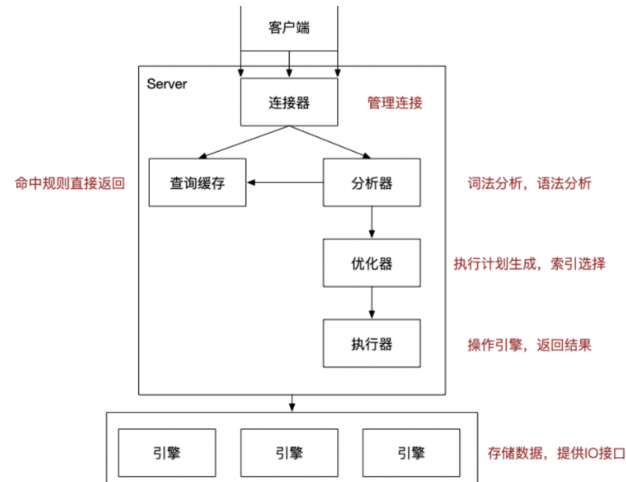 客户端
Server
连接器
管理连接
命中规则直接返回
查询缓存
分析器
词法分析，语法分析
优化器
执行计划生成，索引选择
执行器
操作引擎，返回结果
引擎
引擎
引擎
存储数据，提供IO接口